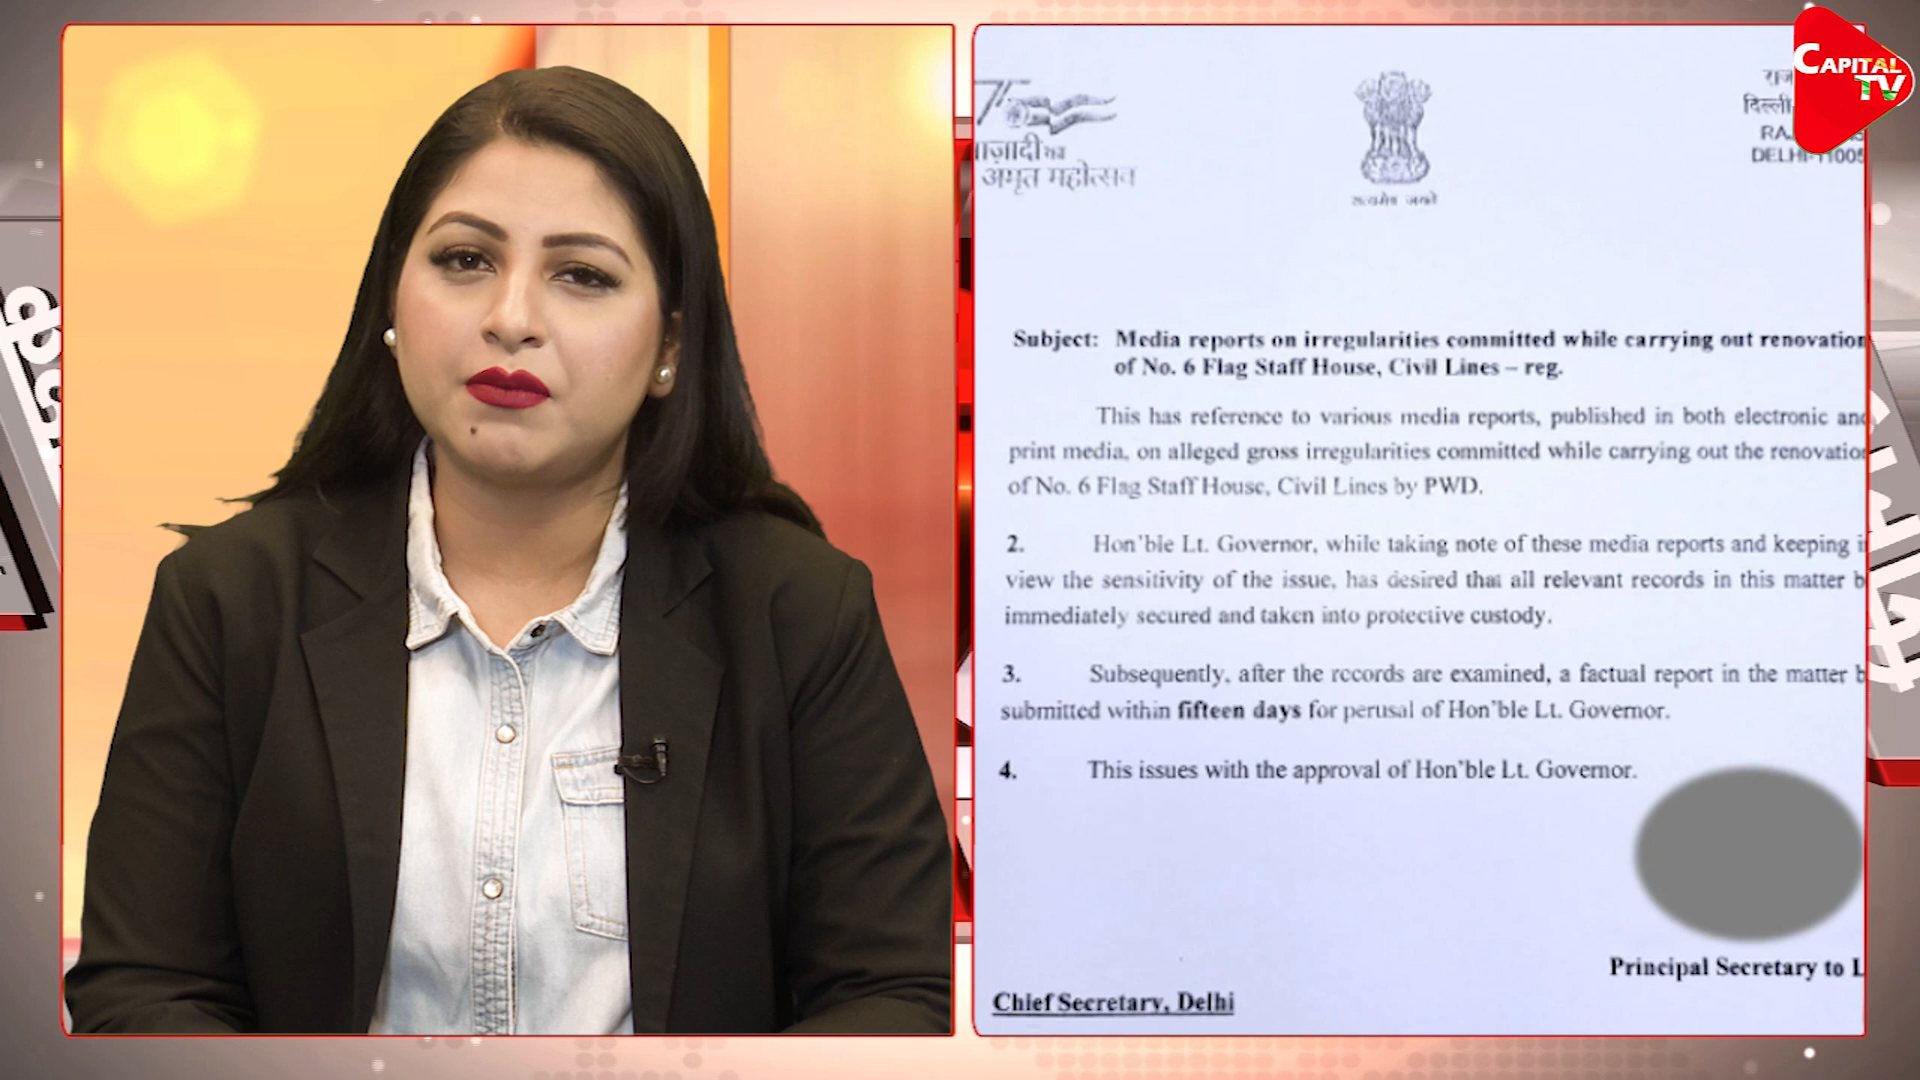 CAPITAL
TV
आज़ादी का
अमृत महोत्सव
सत्यमेव जयते
दिल्ली
Subject: Media reports on irregularities committed while carrying out renovation
of No. 6 Flag Staff House, Civil Lines – reg.
This has reference to various media reports, published in both electronic and
print media, on alleged gross irregularities committed while carrying out the renovation
of No. 6 Flag Staff House, Civil Lines by PWD.
2. Hon'ble Lt. Governor, while taking note of these media reports and keeping
view the sensitivity of the issue, has desired that all relevant records in this matter
immediately secured and taken into protective custody.
3. Subsequently, after the records are examined, a factual report in the matter
submitted within fifteen days for perusal of Hon'ble Lt. Governor.
4. This issues with the approval of Hon'ble Lt. Governor.
Principal Secretary to L
Chief Secretary, Delhi